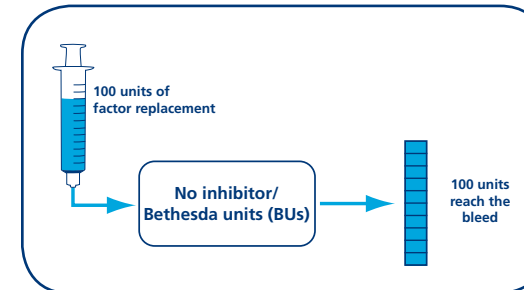 100 units of
factor replacement
No inhibitor/
Bethesda units (BUs)
100 units
reach the
bleed